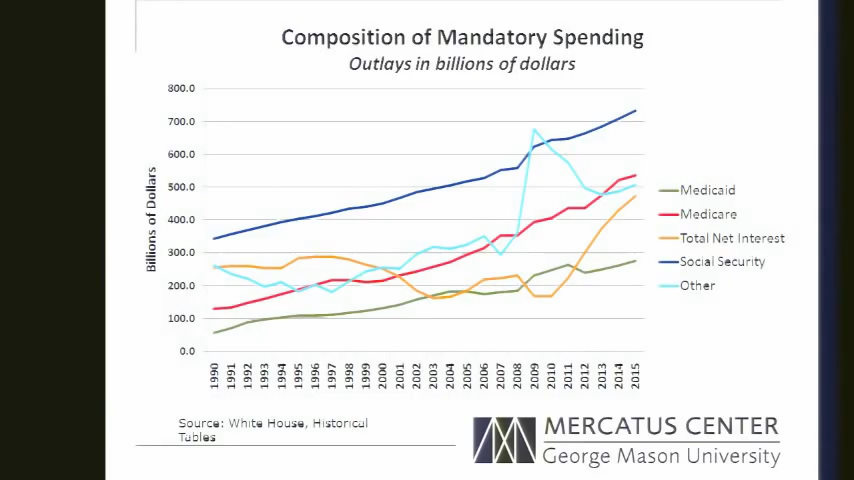 Composition of Mandatory Spending
Outlays in billions of dollars
Billions of Dollars
800.0
700.0
600.0
500.0
400.0
300.0
200.0
100.0
0.0
1990
1991
1992
1993
1994
1995
1996
1997
1998
1999
2000
2001
2002
2003
2004
2005
2006
2007
2008
2009
2010
2011
2012
2013
2014
2015
Medicaid
Medicare
Total Net Interest
Social Security
Other
Source: White House, Historical
Tables
MERCATUS CENTER
George Mason University